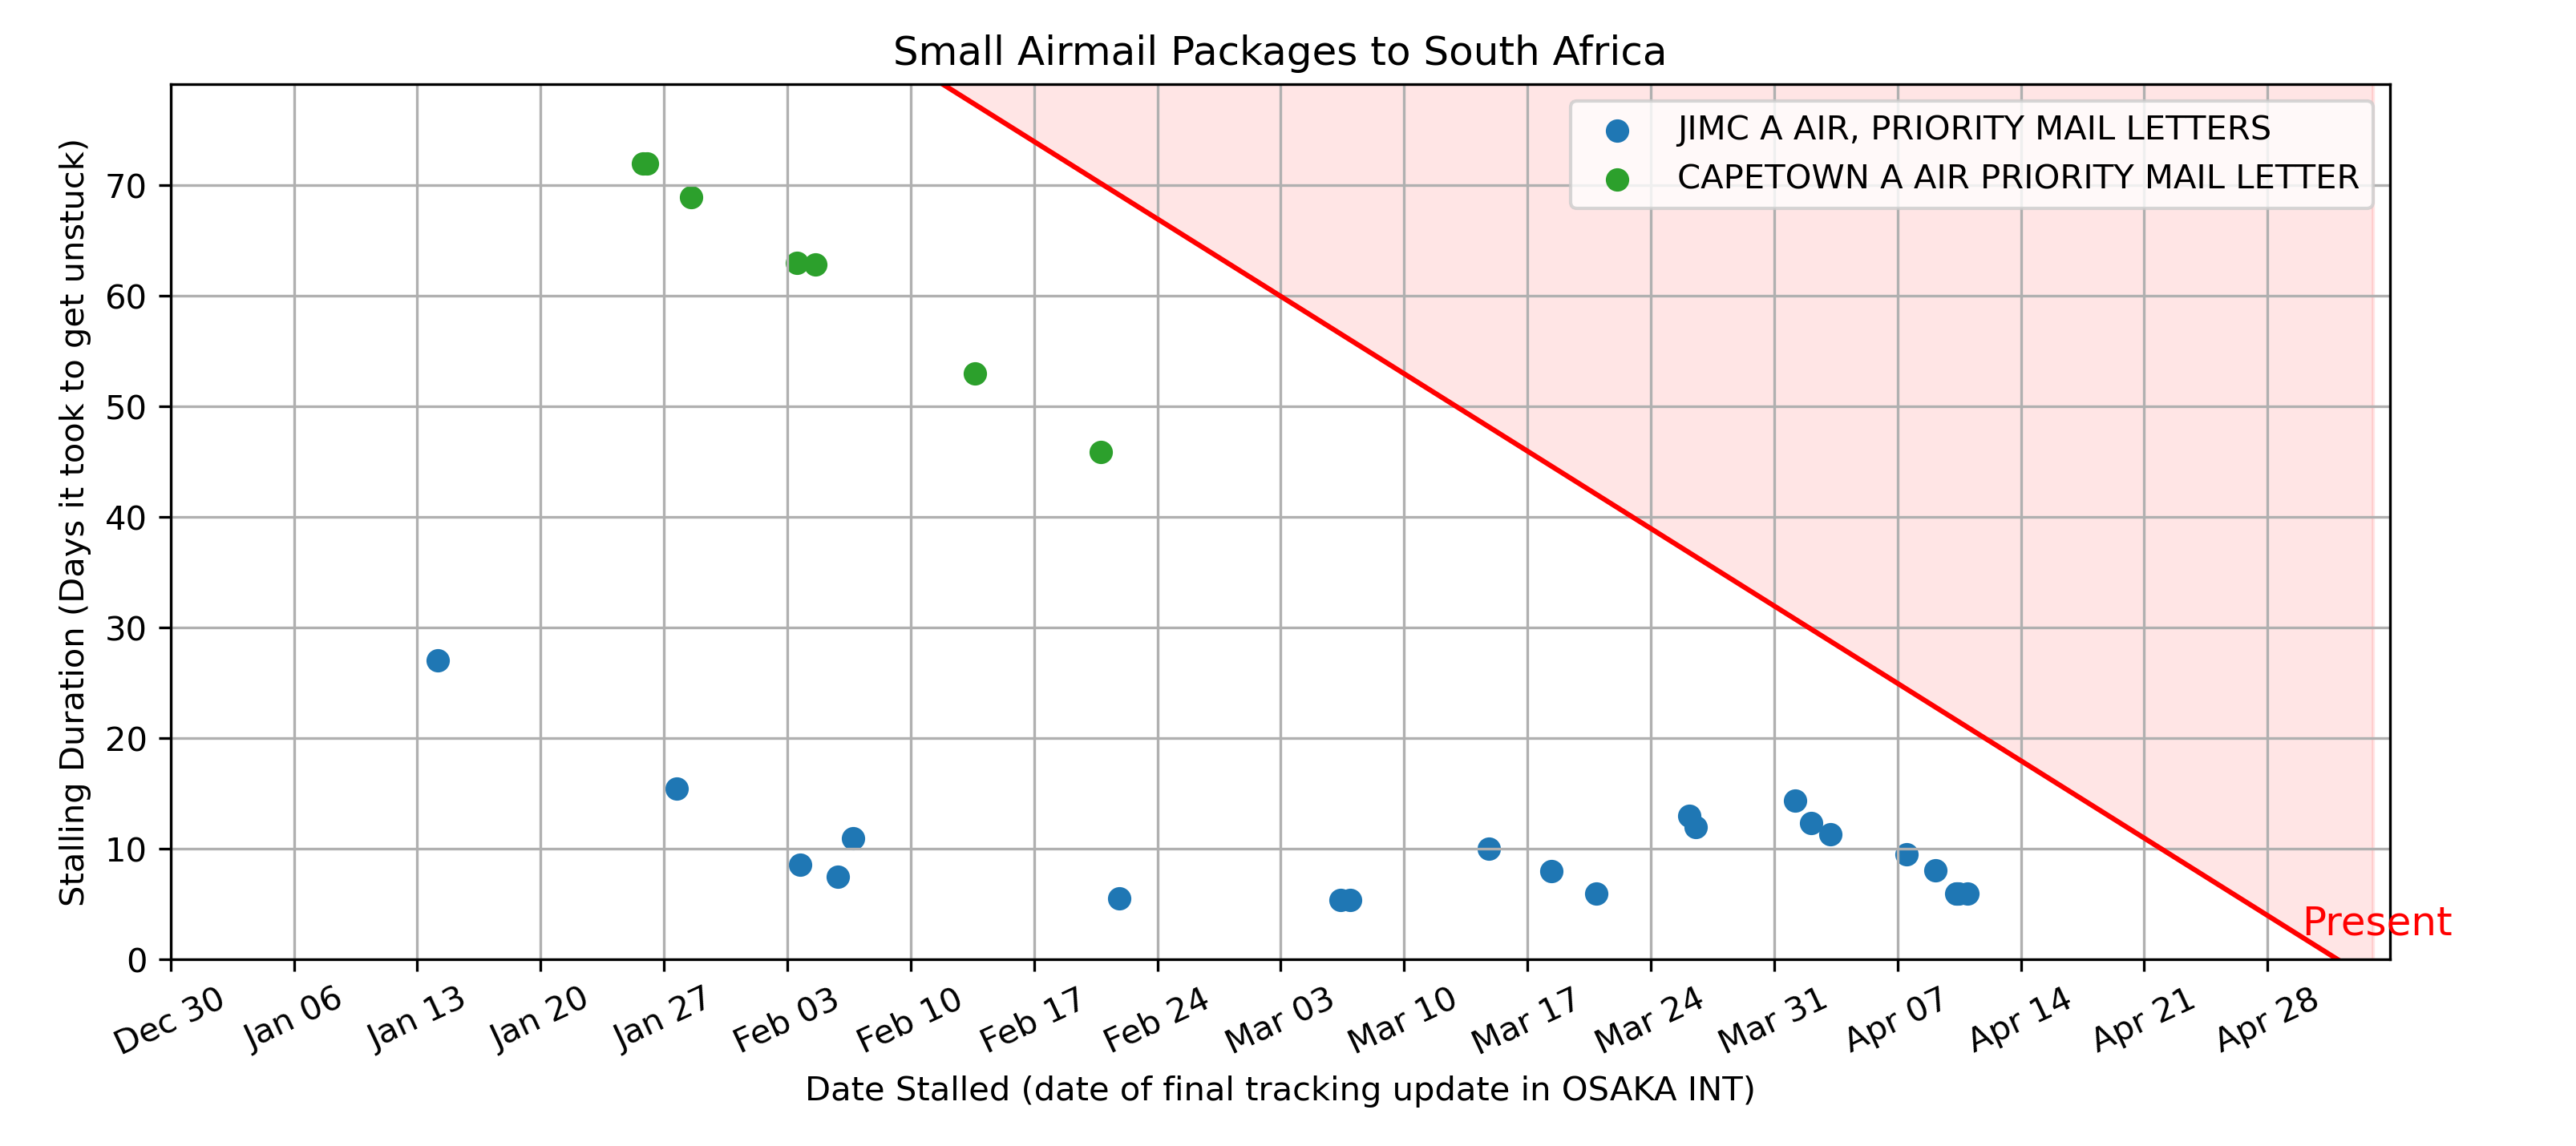 Small Airmail Packages to South Africa
JIMC A AIR, PRIORITY MAIL LETTERS
CAPETOWN A AIR PRIORITY MAIL LETTER
Stalling Duration (Days it took to get unstuck)
70
60
50
40
30
20
10
0
Present
Dec 30
Jan 06
Jan 13
Jan 20
Jan 27
Feb 03
Feb 10
Feb 17
Feb 24
Mar 03
Mar 10
Mar 17
Mar 24
Mar 31
Apr 07
Apr 14
Apr 21
Apr 28
Date Stalled (date of final tracking update in OSAKA INT)